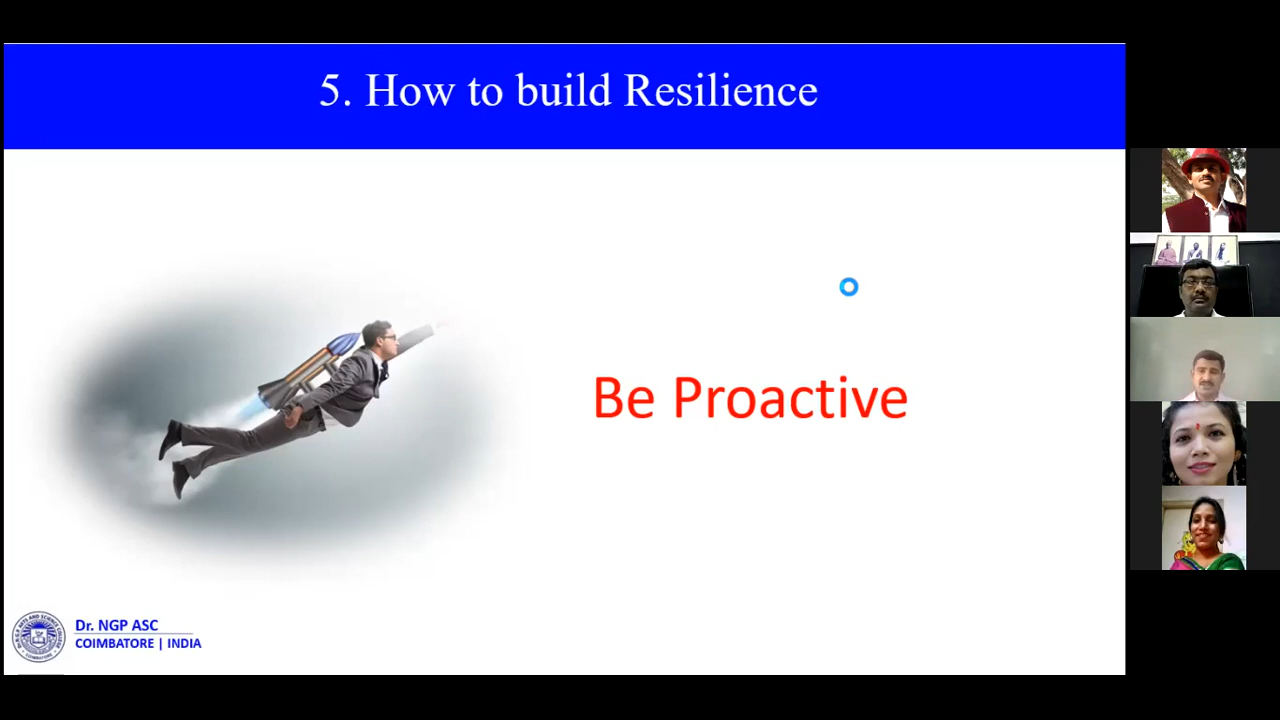 5. How to build Resilience
Be Proactive
Dr. NGP ASC
COIMBATORE | INDIA